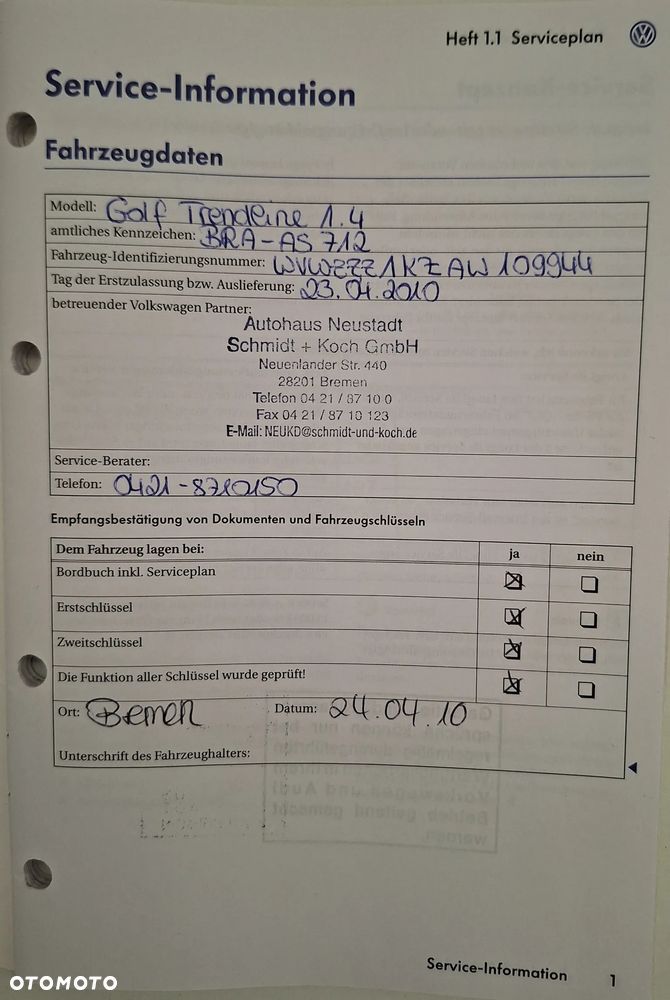 Heft 1.1 Serviceplan
Service-Information
Fahrzeugdaten
Modell: Golf Trendline 1.4
amtliches Kennzeichen: BRA-AS 712
Fahrzeug-Identifizierungsnummer: WVWZZZ1KZAW109944
Tag der Erstzulassung bzw. Auslieferung: 23.04.2010
betreuender Volkswagen Partner:
Autohaus Neustadt
Schmidt + Koch GmbH
Neuenlander Str. 440
28201 Bremen
Telefon 04 21 / 87 10 0
Fax 04 21 / 87 10 123
E-Mail: NEUKD@schmidt-und-koch.de
Service-Berater:
Telefon: 0421-8710150
Empfangsbestätigung von Dokumenten und Fahrzeugschlüsseln
Dem Fahrzeug lagen bei: ja nein
Bordbuch inkl. Serviceplan
Erstschlüssel
Zweitschlüssel
Die Funktion aller Schlüssel wurde geprüft!
Ort: Bremen Datum: 24.04.10
Unterschrift des Fahrzeughalters:
Service-Information 1
OTOMOTO